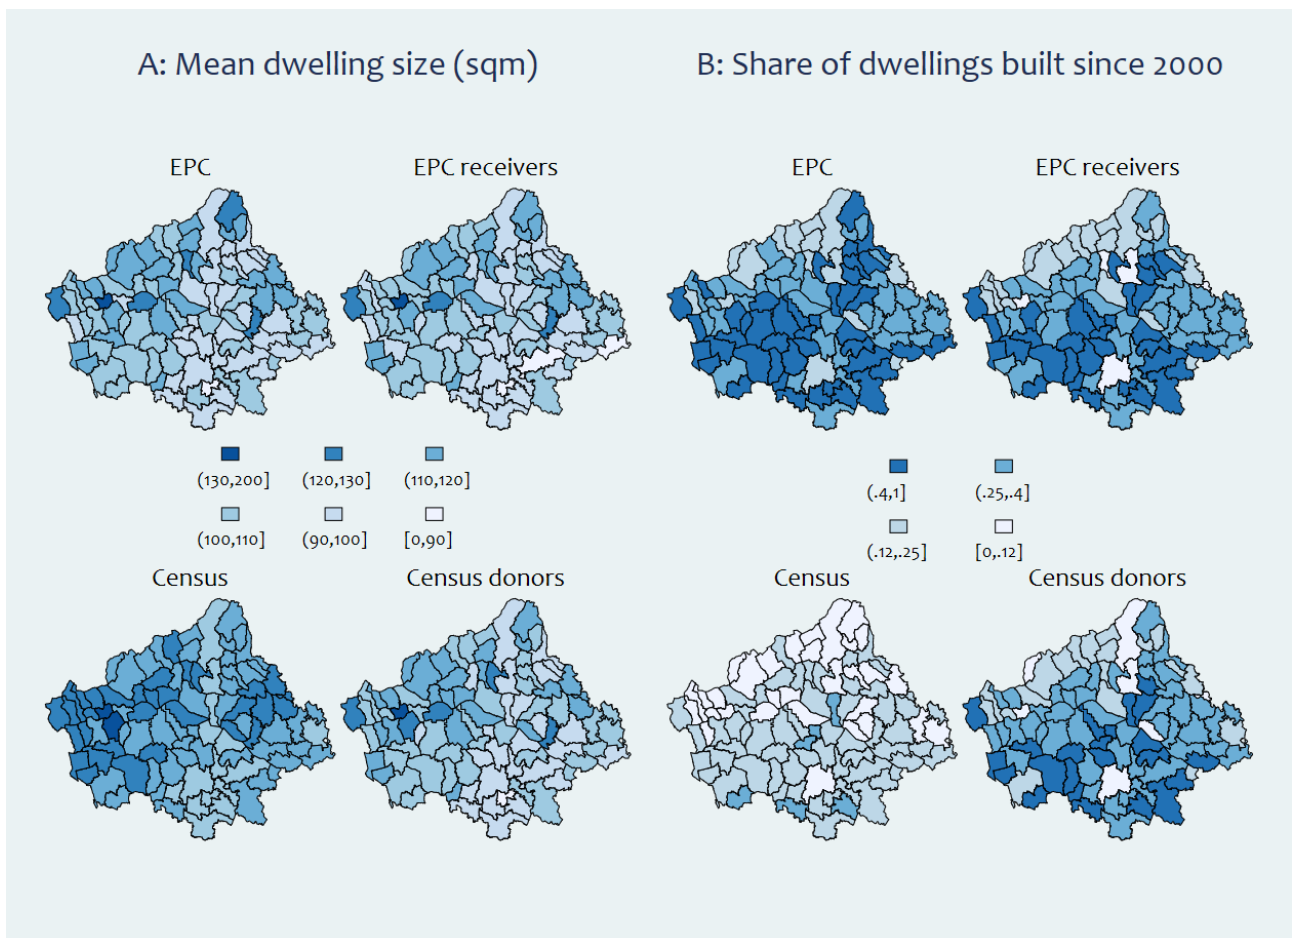 A: Mean dwelling size (sqm)
B: Share of dwellings built since 2000
EPC
EPC receivers
EPC
EPC receivers
(130,200]
(120,130]
(110,120]
(100,110]
(90,100]
[0,90]
(.4,1]
(.25,.4]
(.12,.25]
[0,.12]
Census
Census donors
Census
Census donors